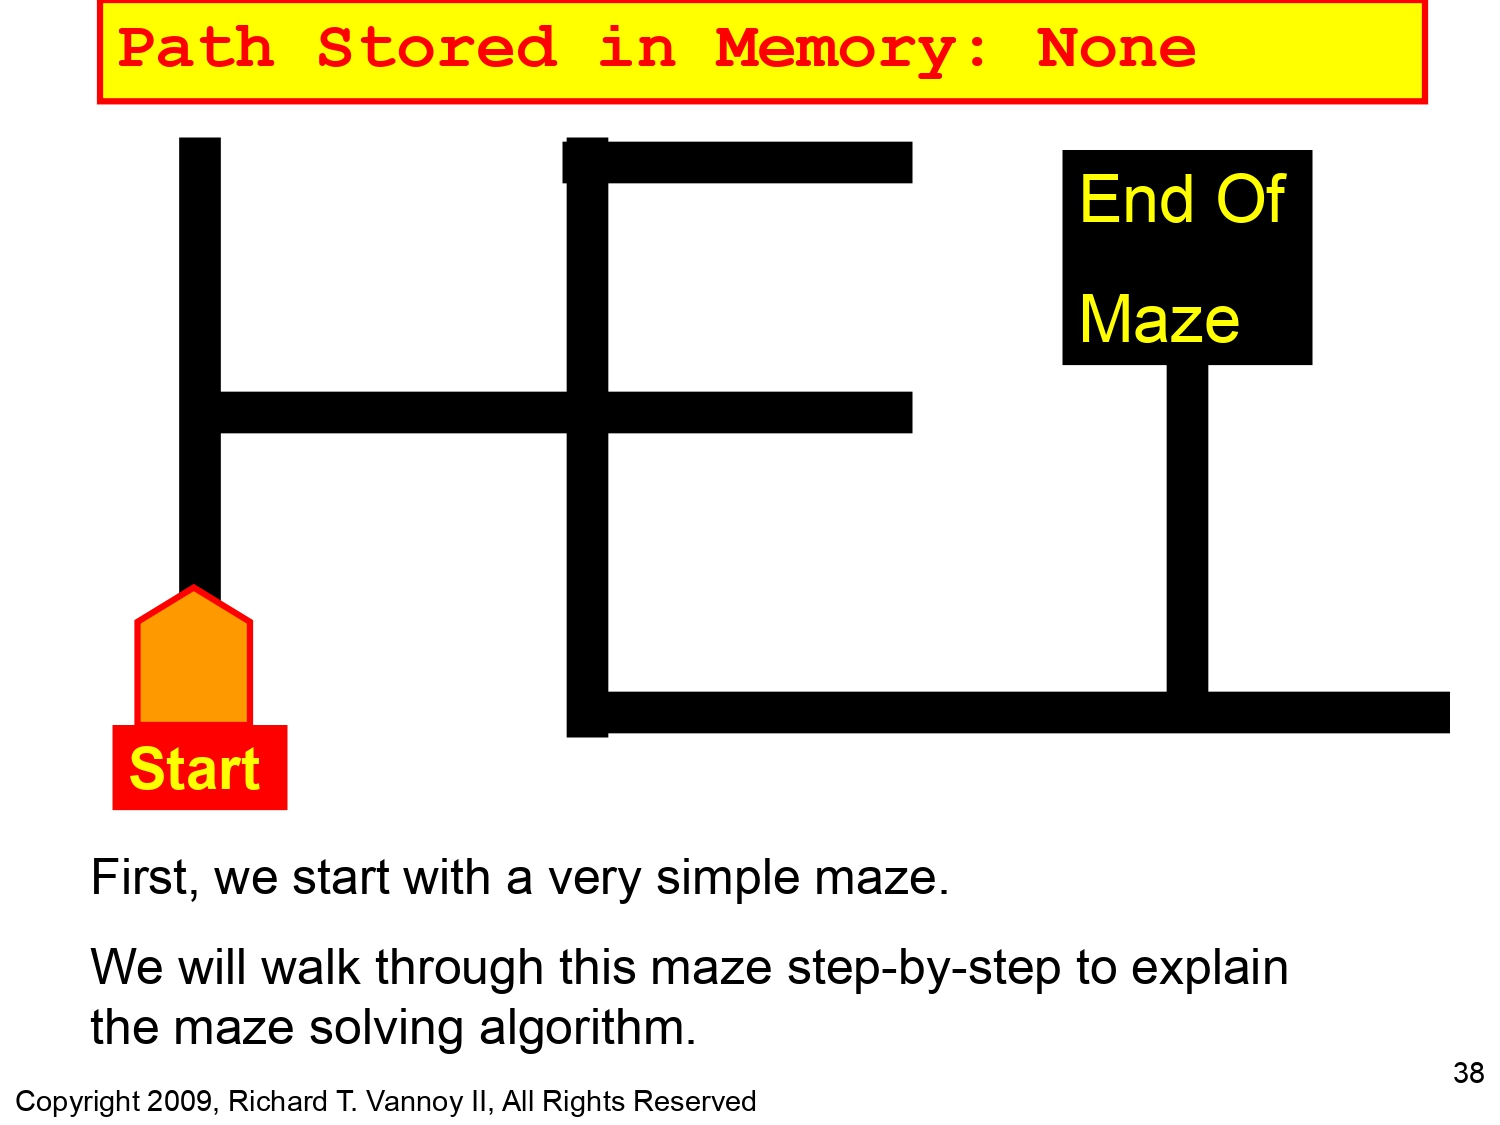 Path Stored in Memory: None
End Of
Maze
Start
First, we start with a very simple maze.
We will walk through this maze step-by-step to explain
the maze solving algorithm.
38
Copyright 2009, Richard T. Vannoy II, All Rights Reserved